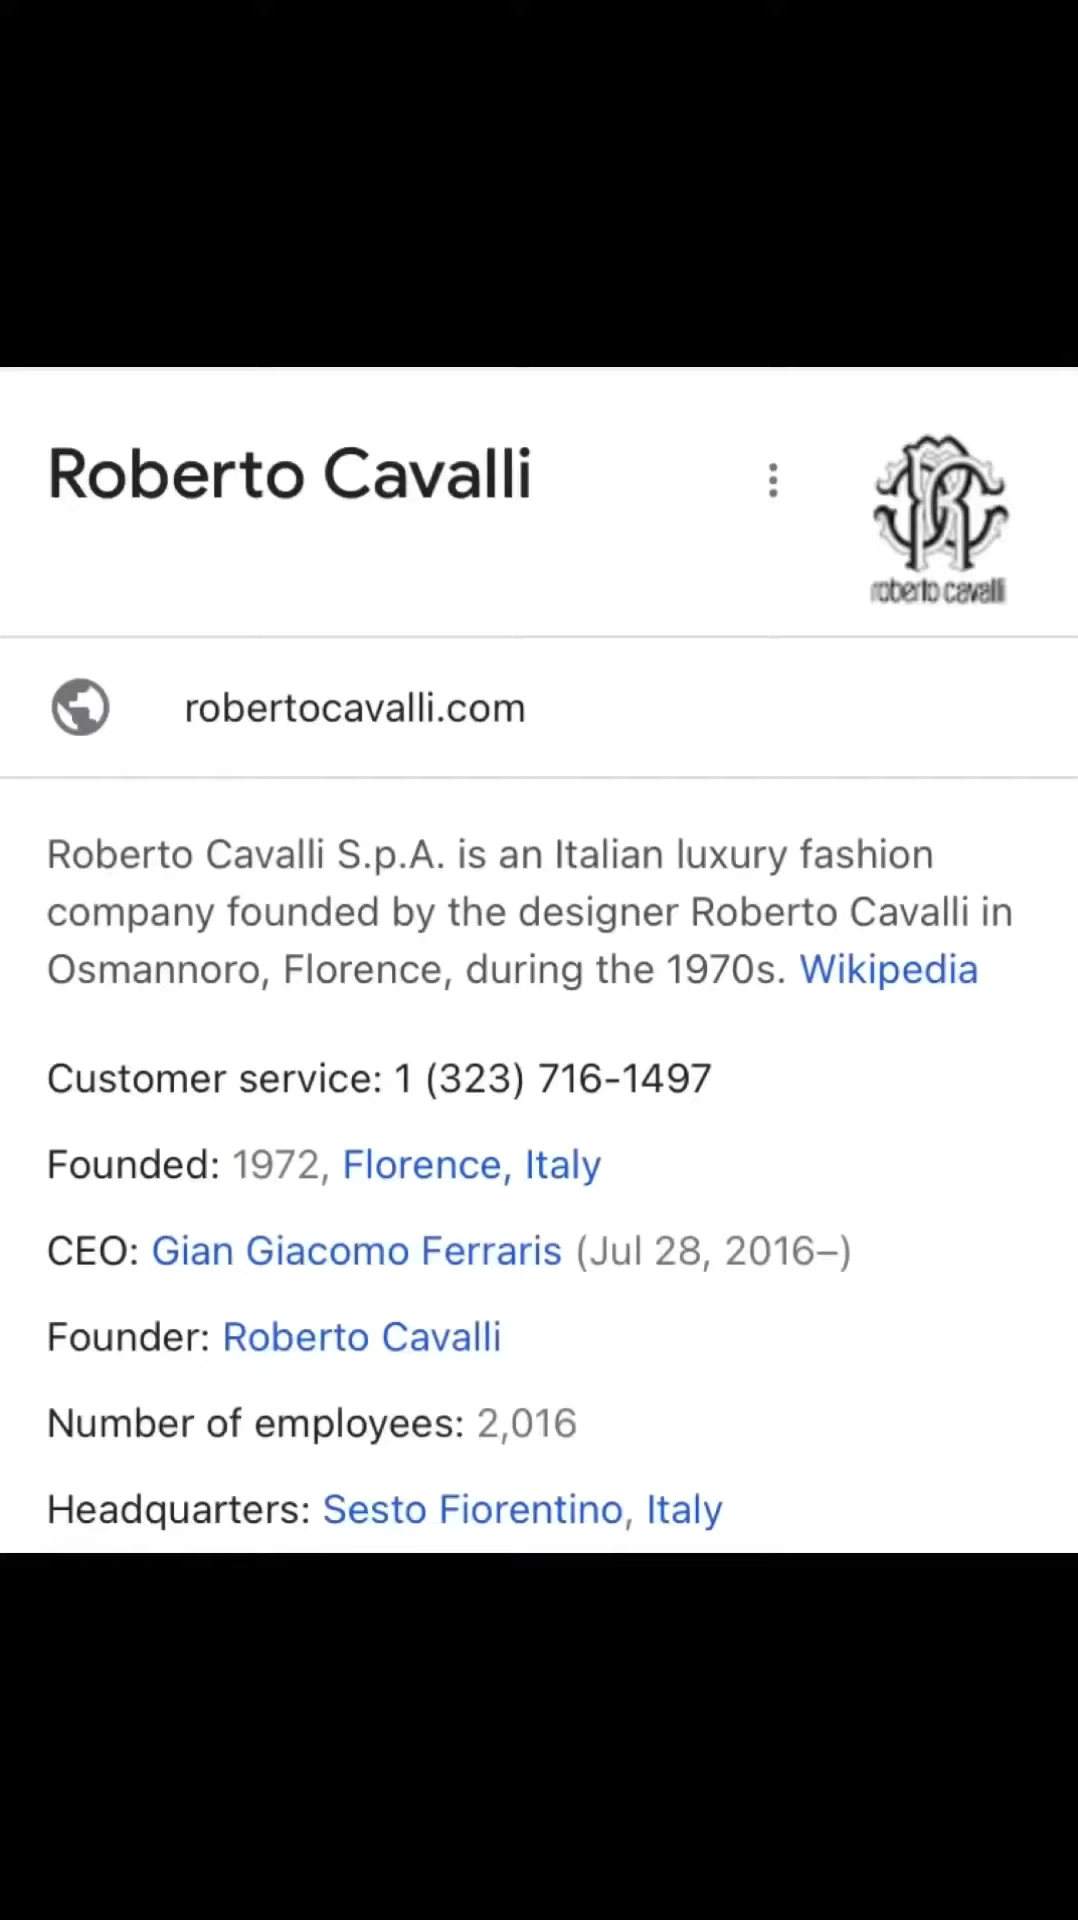 Roberto Cavalli
roberto cavalli
robertocavalli.com
Roberto Cavalli S.p.A. is an Italian luxury fashion
company founded by the designer Roberto Cavalli in
Osmannoro, Florence, during the 1970s. Wikipedia
Customer service: 1 (323) 716-1497
Founded: 1972, Florence, Italy
CEO: Gian Giacomo Ferraris (Jul 28, 2016–)
Founder: Roberto Cavalli
Number of employees: 2,016
Headquarters: Sesto Fiorentino, Italy